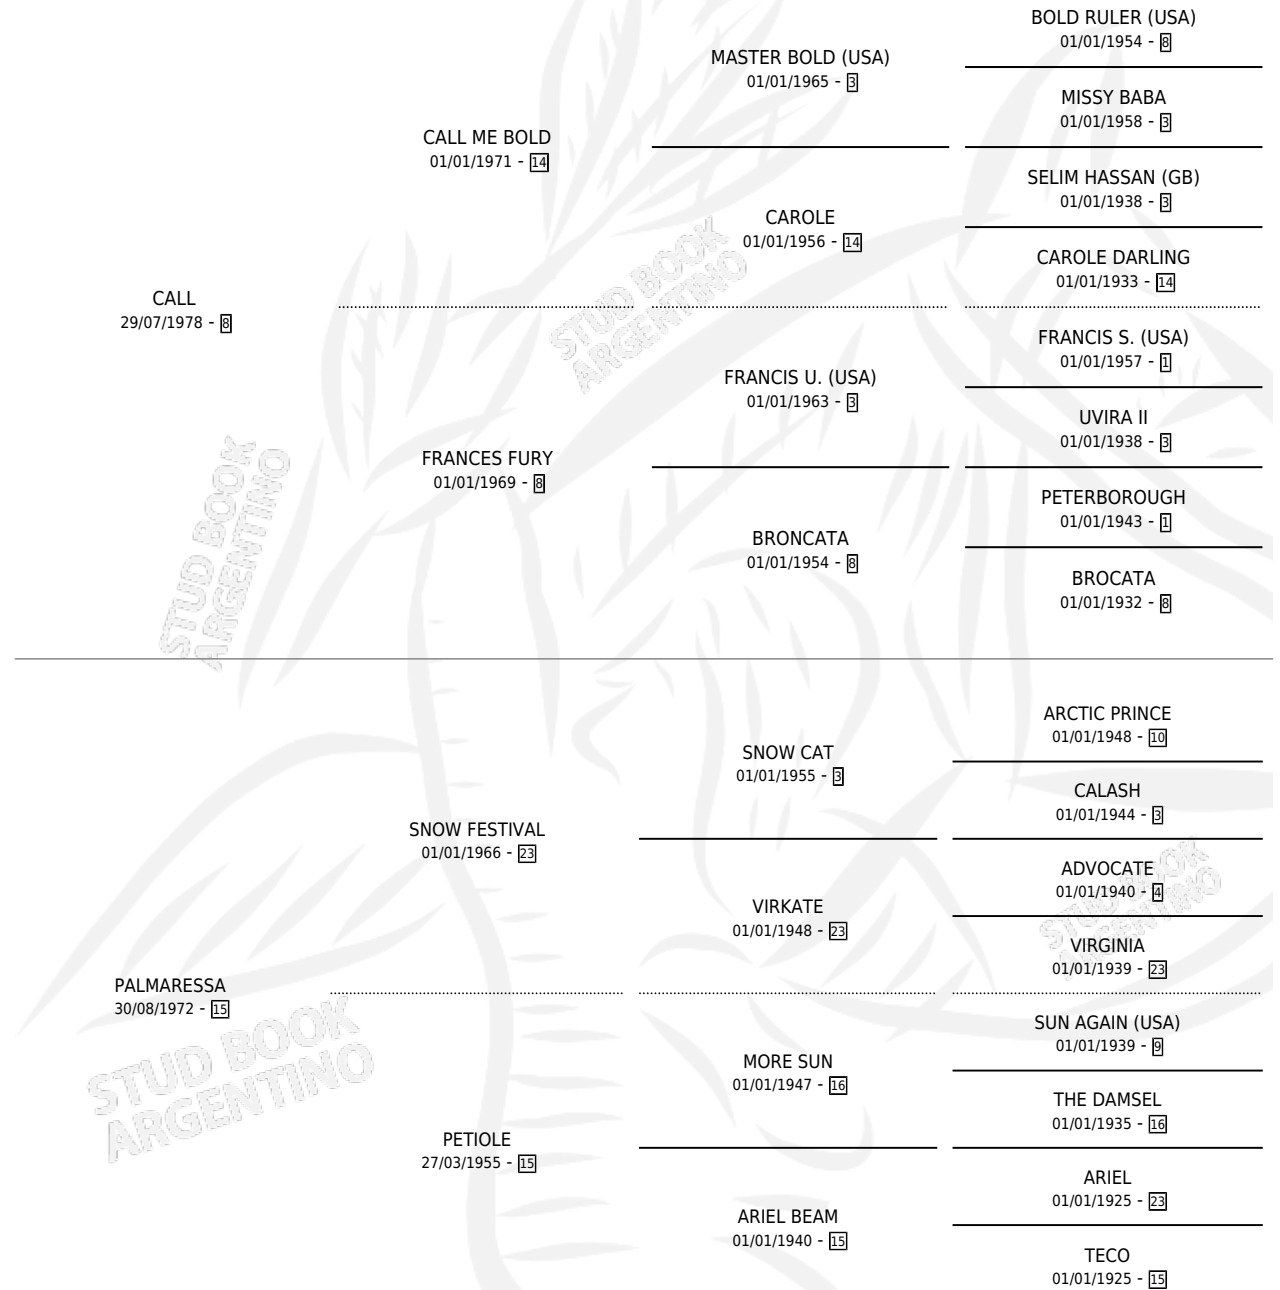 BOLD RULER (USA)
01/01/1954 - 8
MASTER BOLD (USA)
01/01/1965 - 3
MISSY BABA
01/01/1958 - 3
CALL ME BOLD
01/01/1971 - 14
SELIM HASSAN (GB)
01/01/1938 - 3
CAROLE
01/01/1956 - 14
CAROLE DARLING
01/01/1933 - 14
CALL
29/07/1978 - 8
FRANCIS S. (USA)
01/01/1957 - 1
FRANCIS U. (USA)
01/01/1963 - 3
UVIRA II
01/01/1938 - 3
FRANCES FURY
01/01/1969 - 8
PETERBOROUGH
01/01/1943 - 1
BRONCATA
01/01/1954 - 8
BROCATA
01/01/1932 - 8
STUD BOOK
ARGENTINO
STUD BOOK
ARGENTINO
ARCTIC PRINCE
01/01/1948 - 10
SNOW CAT
01/01/1955 - 3
CALASH
01/01/1944 - 3
SNOW FESTIVAL
01/01/1966 - 23
ADVOCATE
01/01/1940 - 4
VIRKATE
01/01/1948 - 23
VIRGINIA
01/01/1939 - 23
PALMARESSA
30/08/1972 - 15
SUN AGAIN (USA)
01/01/1939 - 9
MORE SUN
01/01/1947 - 16
THE DAMSEL
01/01/1935 - 16
PETIOLE
27/03/1955 - 15
ARIEL
01/01/1925 - 23
ARIEL BEAM
01/01/1940 - 15
TECO
01/01/1925 - 15
STUD BOOK
ARGENTINO
STUD BOOK
ARGENTINO